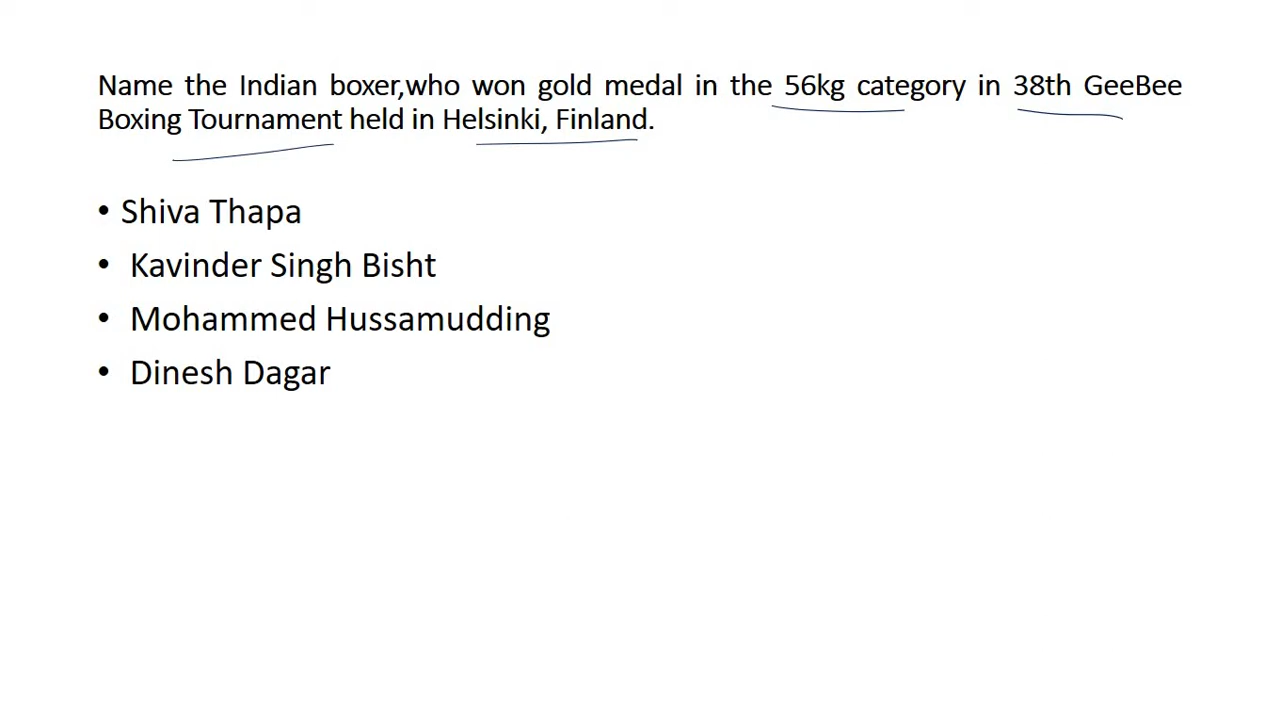 Name the Indian boxer,who won gold medal in the 56kg category in 38th GeeBee
Boxing Tournament held in Helsinki, Finland.
• Shiva Thapa
• Kavinder Singh Bisht
• Mohammed Hussamudding
• Dinesh Dagar